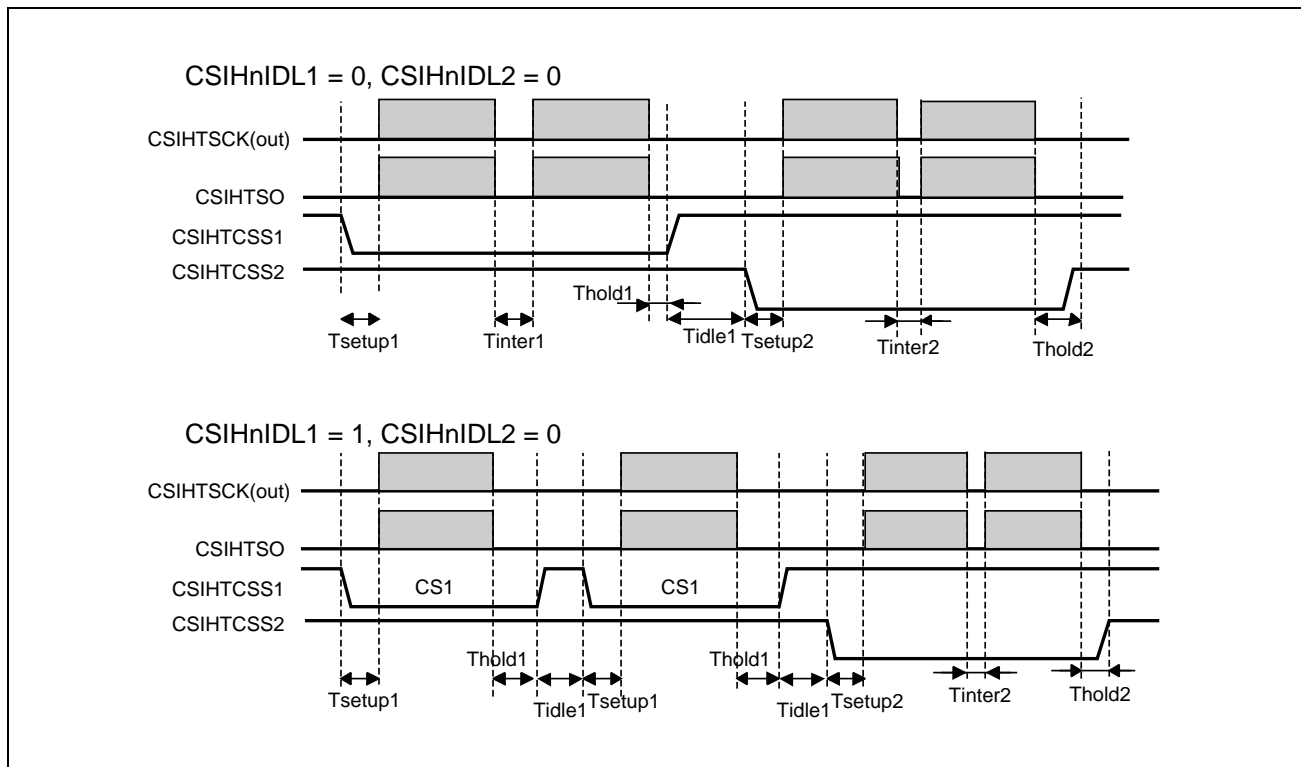 CSIHnIDL1 = 0, CSIHnIDL2 = 0
CSIHTSCK(out)
CSIHTSO
CSIHTCSS1
CSIHTCSS2
Thold1
Tsetup1
Tinter1
Tidle1
Tsetup2
Tinter2
Thold2
CSIHnIDL1 = 1, CSIHnIDL2 = 0
CSIHTSCK(out)
CSIHTSO
CSIHTCSS1
CS1
CS1
CSIHTCSS2
Thold1
Thold1
Tsetup1
Tidle1
Tsetup1
Tidle1
Tsetup2
Tinter2
Thold2